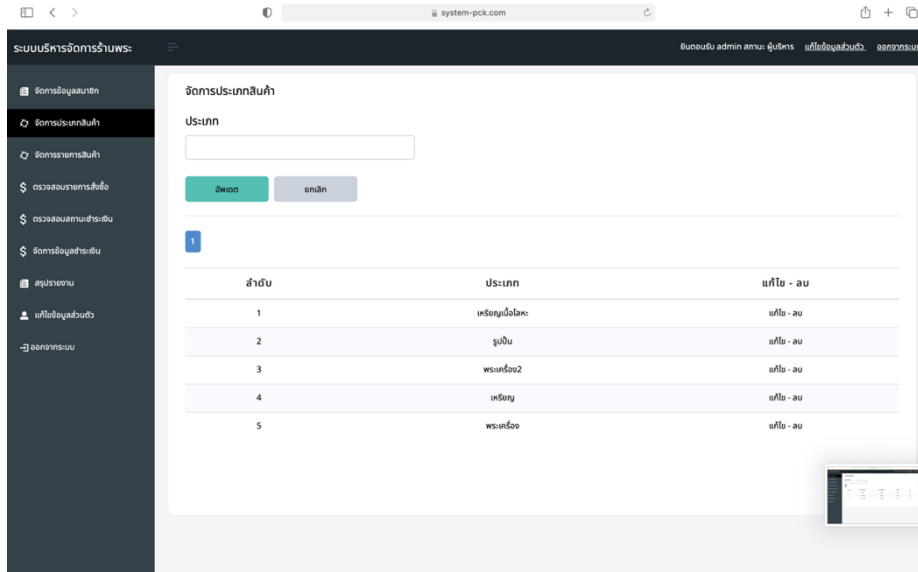 system-pck.com
ระบบบริหารจัดการร้านพระ
ยินตอนรับ admin สถานะ ผู้บริหาร แก้ไขข้อมูลส่วนตัว ออกจากระบบ
จัดการข้อมูลสมาชิก
จัดการประเภทสินค้า
จัดการรายการสินค้า
ตรวจสอบรายการสั่งซื้อ
ตรวจสอบสถานะชำระเงิน
จัดการข้อมูลชำระเงิน
สรุปรายงาน
แก้ไขข้อมูลส่วนตัว
ออกจากระบบ
จัดการประเภทสินค้า
ประเภท
อัพเดต ยกเลิก
1
ลำดับ ประเภท แก้ไข - ลบ
1 เหรียญเนื้อโลหะ แก้ไข - ลบ
2 รูปปั้น แก้ไข - ลบ
3 พระเครื่อง2 แก้ไข - ลบ
4 เหรียญ แก้ไข - ลบ
5 พระเครื่อง แก้ไข - ลบ